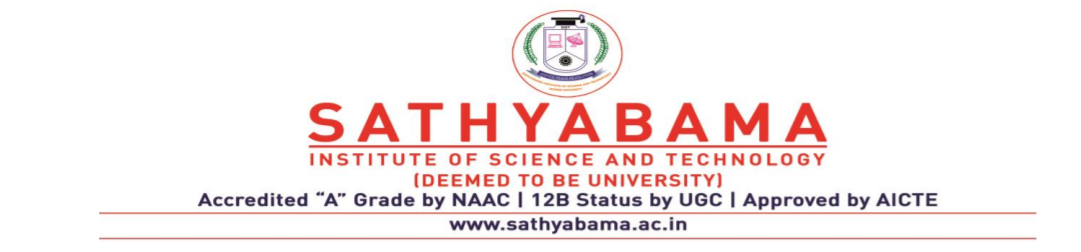 SATHYABAMA
INSTITUTE OF SCIENCE AND TECHNOLOGY
(DEEMED TO BE UNIVERSITY)
Accredited “A” Grade by NAAC | 12B Status by UGC | Approved by AICTE
www.sathyabama.ac.in